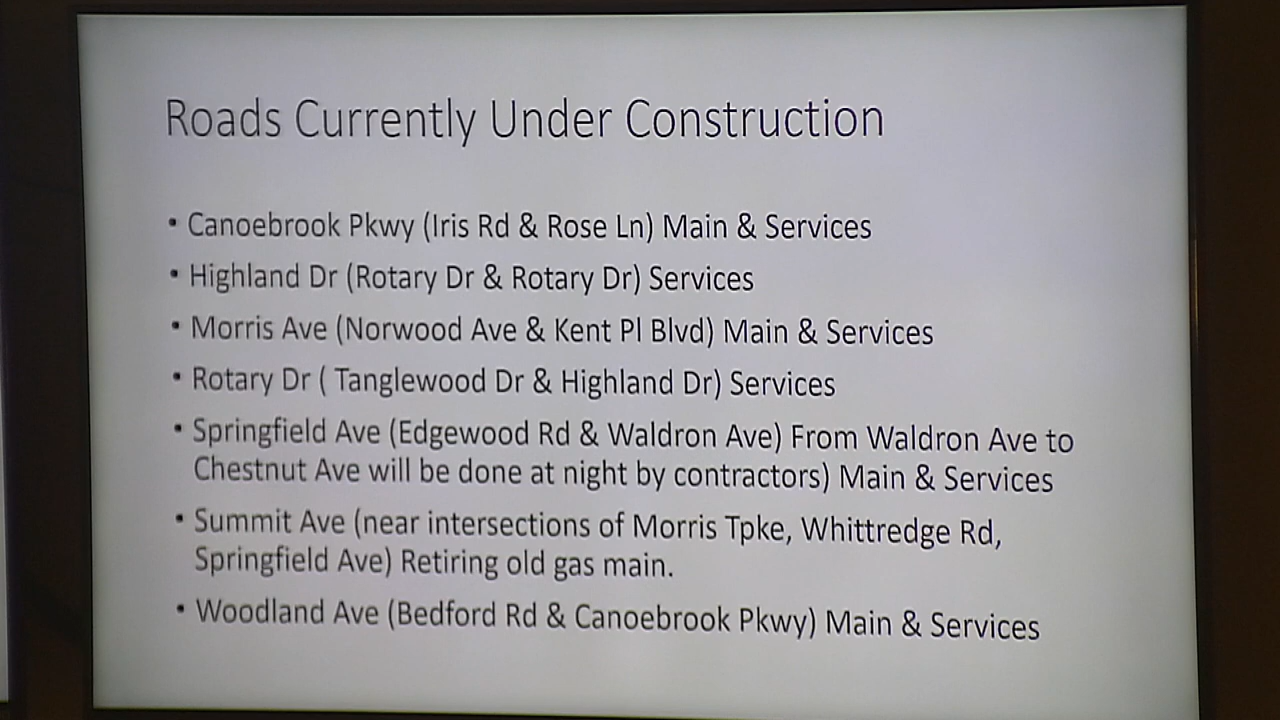 Roads Currently Under Construction
• Canoebrook Pkwy (Iris Rd & Rose Ln) Main & Services
• Highland Dr (Rotary Dr & Rotary Dr) Services
• Morris Ave (Norwood Ave & Kent Pl Blvd) Main & Services
• Rotary Dr ( Tanglewood Dr & Highland Dr) Services
• Springfield Ave (Edgewood Rd & Waldron Ave) From Waldron Ave to
Chestnut Ave will be done at night by contractors) Main & Services
• Summit Ave (near intersections of Morris Tpke, Whittredge Rd,
Springfield Ave) Retiring old gas main.
• Woodland Ave (Bedford Rd & Canoebrook Pkwy) Main & Services